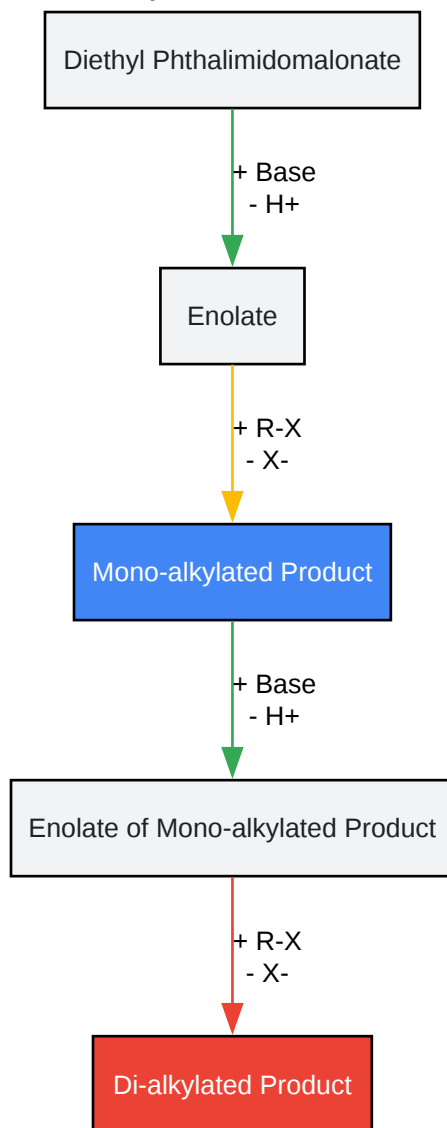 Diethyl Phthalimidomalonate
+ Base
- H+
Enolate
+ R-X
- X-
Mono-alkylated Product
+ Base
- H+
Enolate of Mono-alkylated Product
+ R-X
- X-
Di-alkylated Product